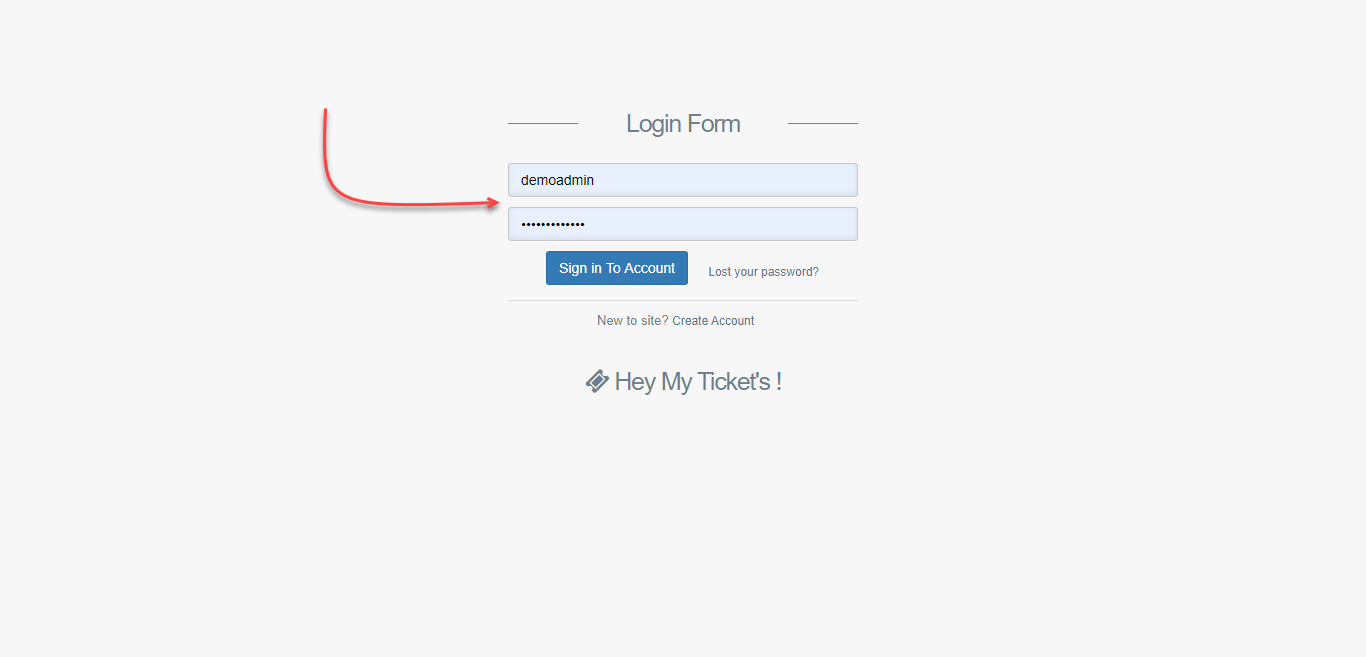 Login Form
demoadmin
•••••••••••••
Sign in To Account
Lost your password?
New to site? Create Account
Hey My Ticket's !